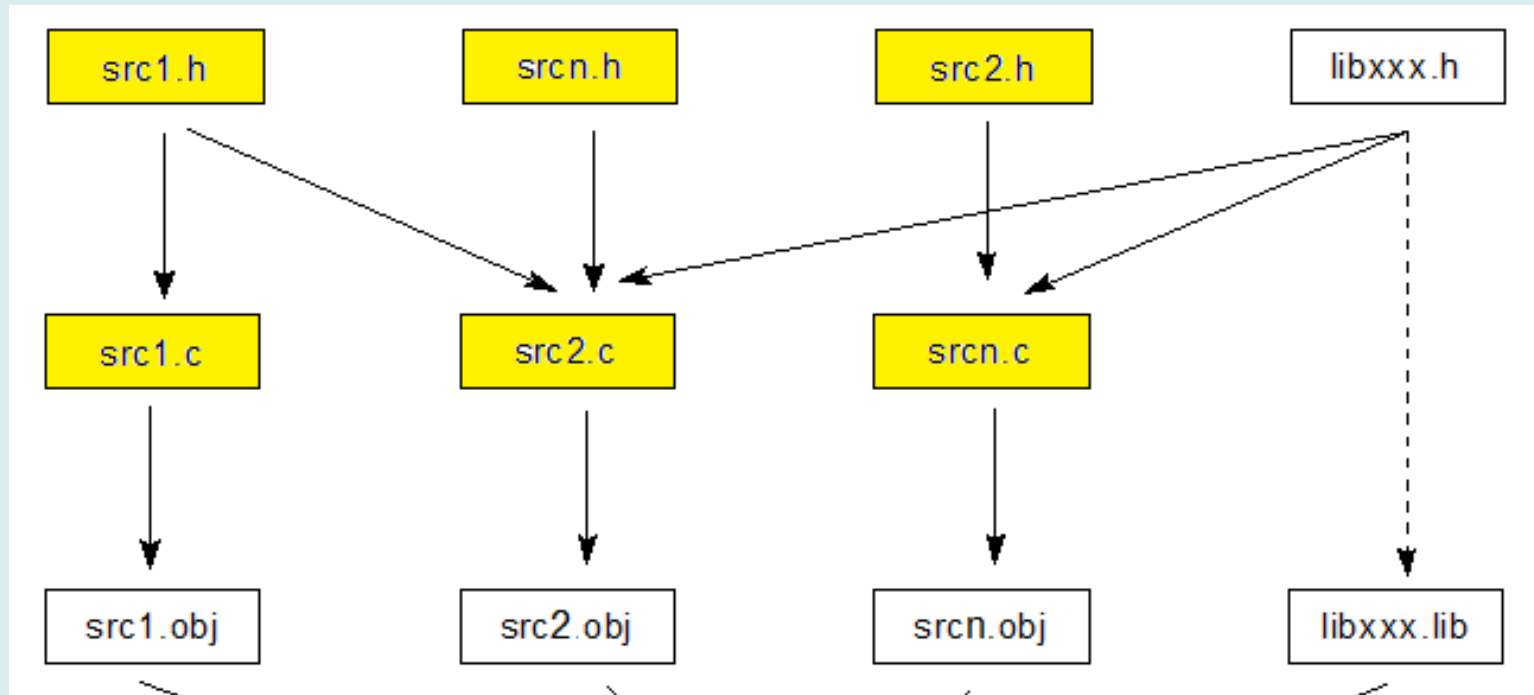 src1.h
srcn.h
src2.h
libxxx.h
src1.c
src2.c
srcn.c
src1.obj
src2.obj
srcn.obj
libxxx.lib